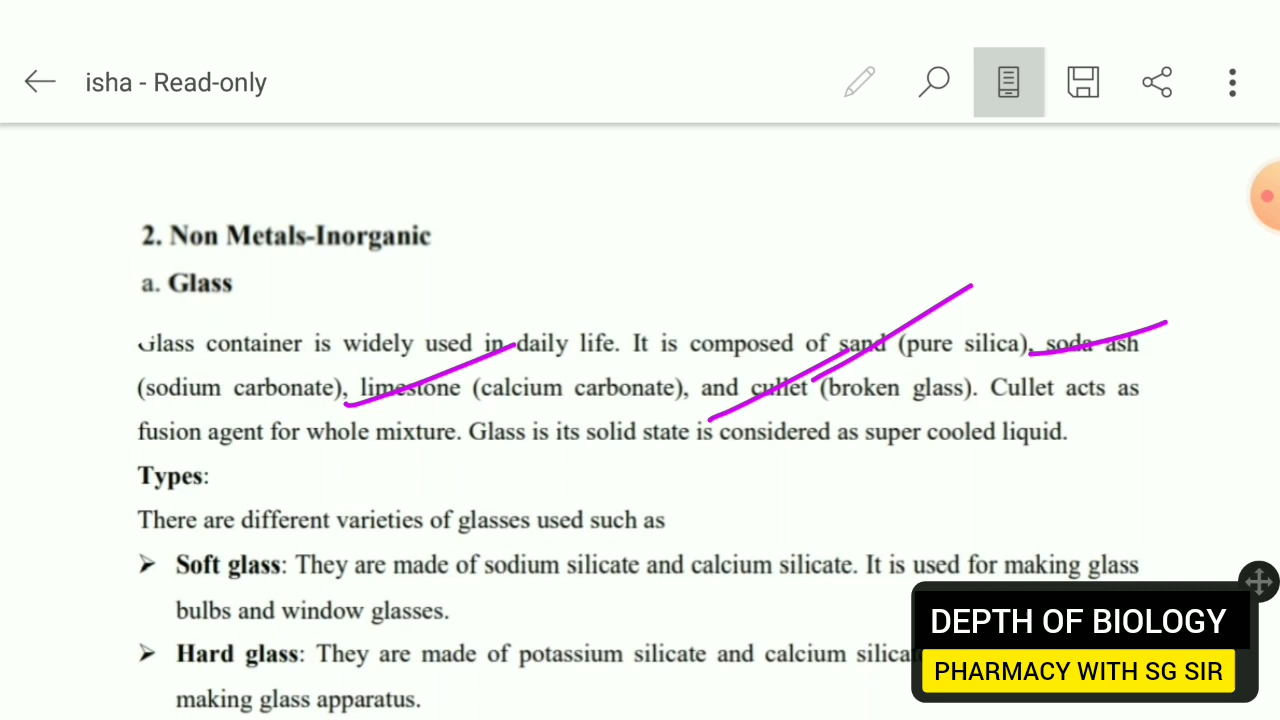 isha - Read-only
2. Non Metals-Inorganic
a. Glass
Glass container is widely used in daily life. It is composed of sand (pure silica), soda ash
(sodium carbonate), limestone (calcium carbonate), and cullet (broken glass). Cullet acts as
fusion agent for whole mixture. Glass is its solid state is considered as super cooled liquid.
Types:
There are different varieties of glasses used such as
➢ Soft glass: They are made of sodium silicate and calcium silicate. It is used for making glass
bulbs and window glasses.
➢ Hard glass: They are made of potassium silicate and calcium
making glass apparatus.
DEPTH OF BIOLOGY
PHARMACY WITH SG SIR